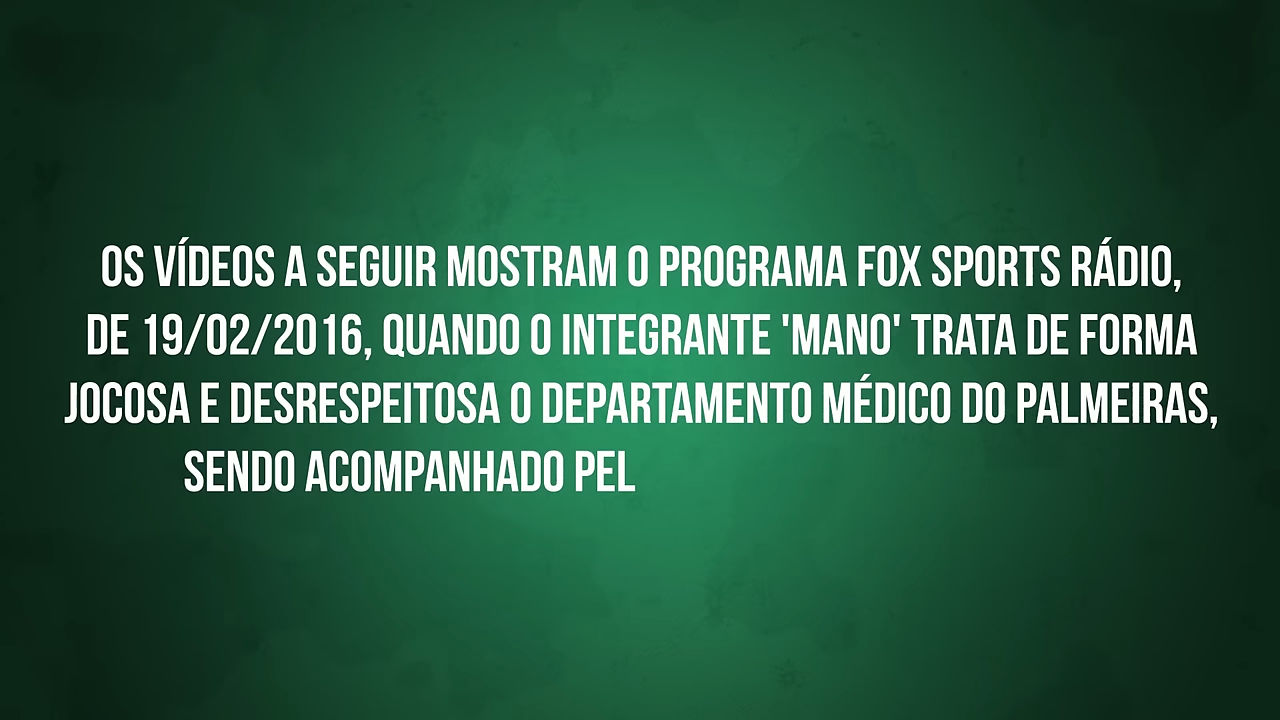 OS VÍDEOS A SEGUIR MOSTRAM O PROGRAMA FOX SPORTS RÁDIO,
DE 19/02/2016, QUANDO O INTEGRANTE 'MANO' TRATA DE FORMA
JOCOSA E DESRESPEITOSA O DEPARTAMENTO MÉDICO DO PALMEIRAS,
SENDO ACOMPANHADO PEL